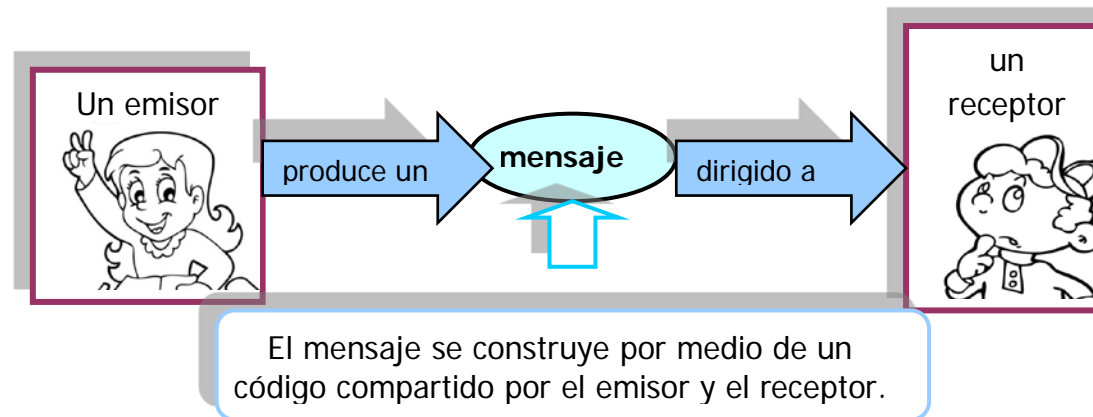 Un emisor
produce un
mensaje
dirigido a
un
receptor
El mensaje se construye por medio de un
código compartido por el emisor y el receptor.